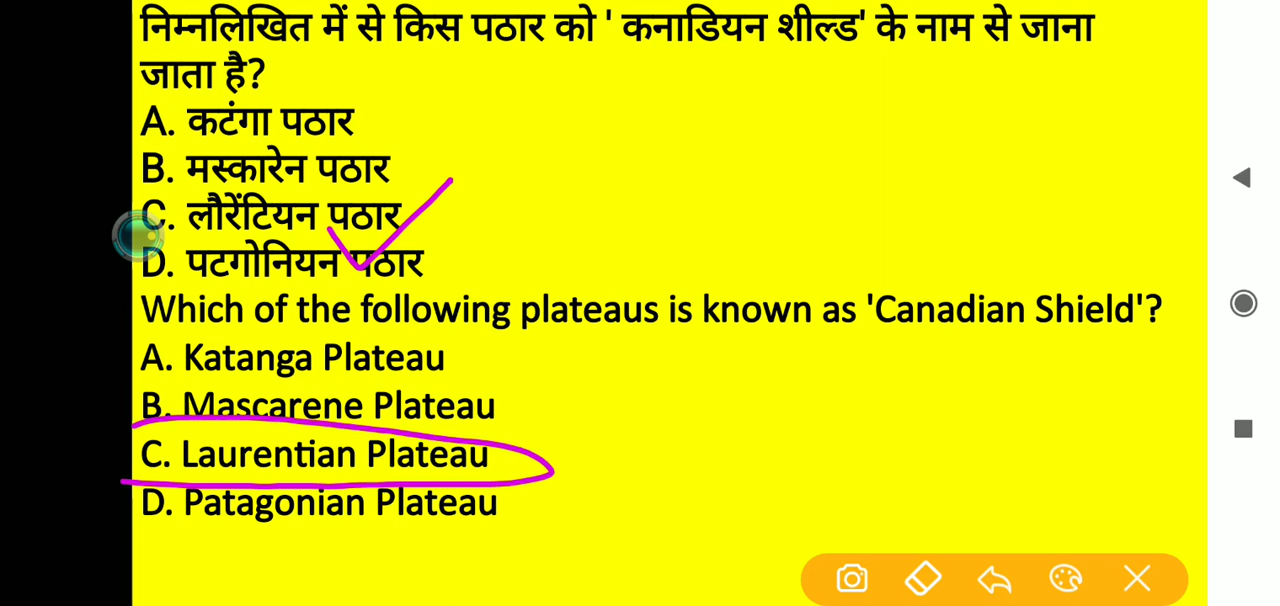 निम्नलिखित में से किस पठार को ' कनाडियन शील्ड' के नाम से जाना
जाता है?
A. कटंगा पठार
B. मस्कारेन पठार
C. लौरेंटियन पठार
D. पटगोनियन पठार
Which of the following plateaus is known as 'Canadian Shield'?
A. Katanga Plateau
B. Mascarene Plateau
C. Laurentian Plateau
D. Patagonian Plateau